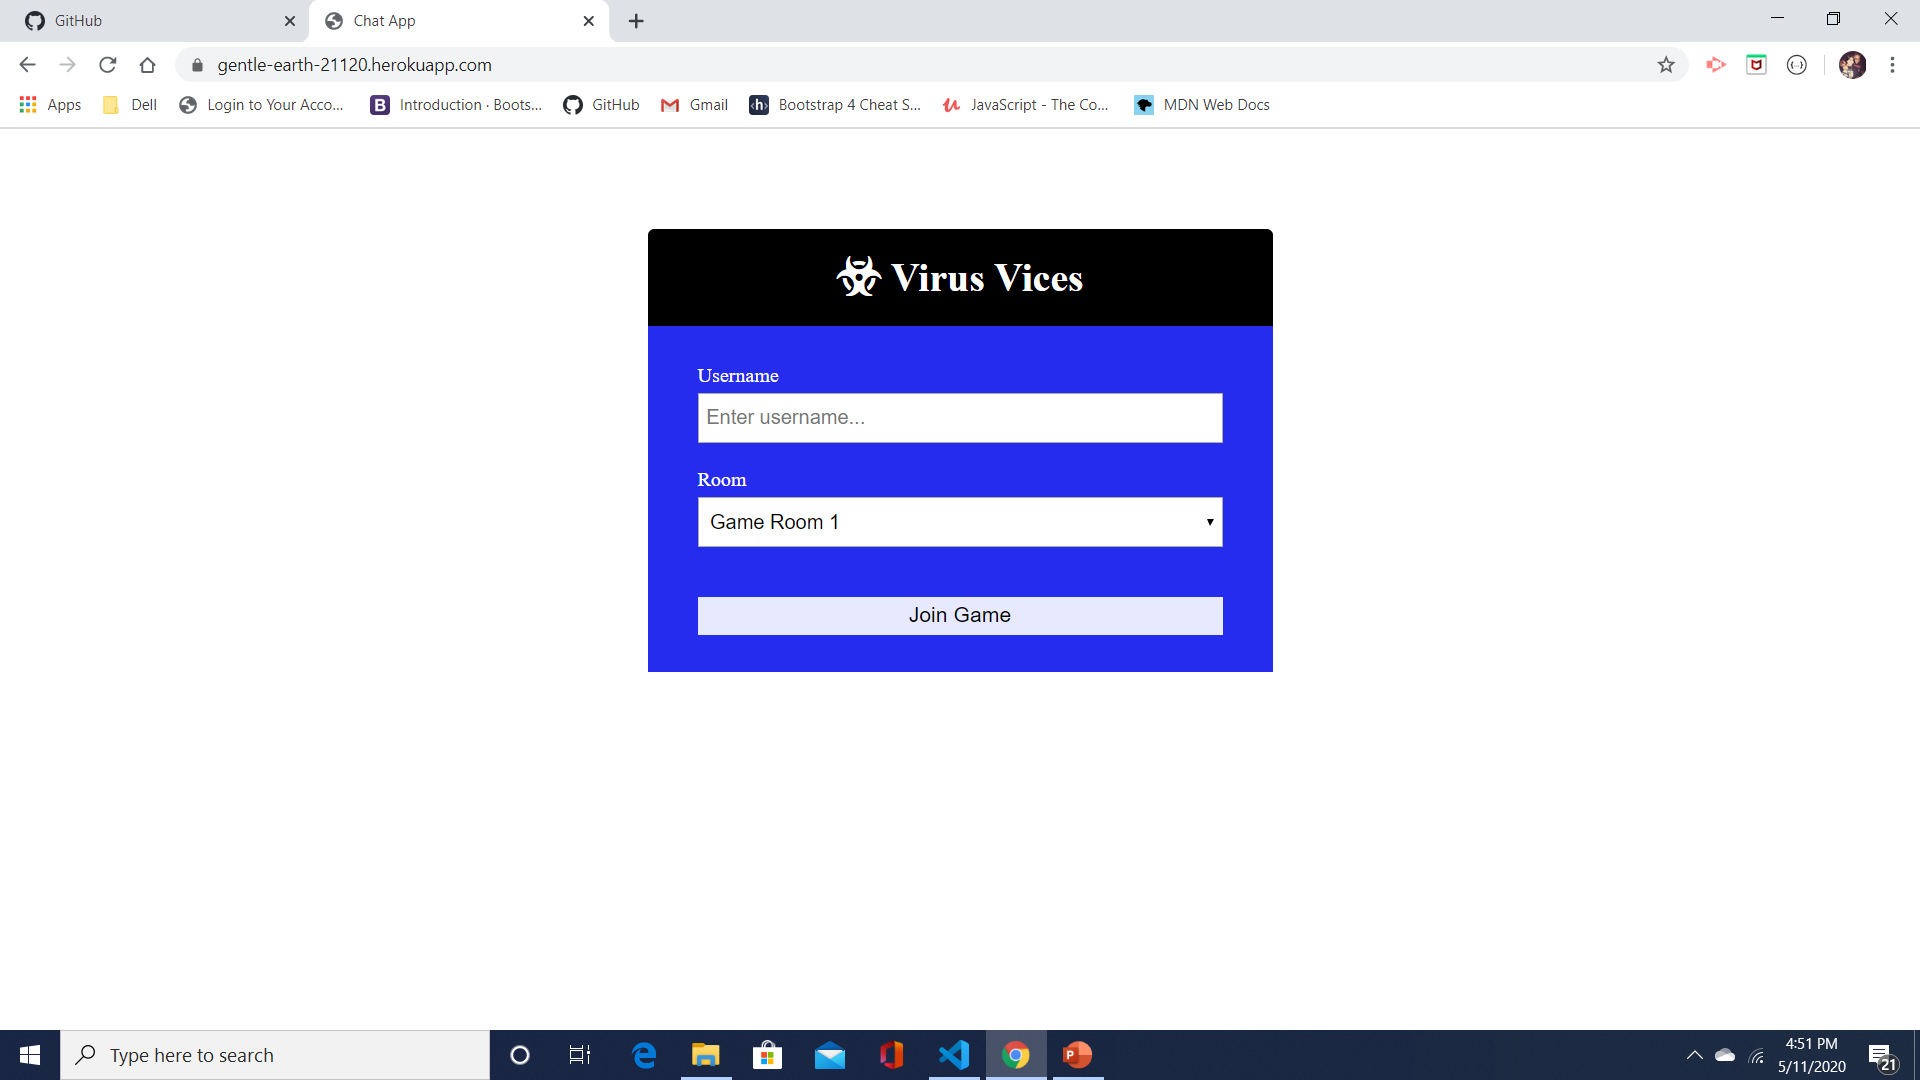 GitHub
Chat App
gentle-earth-21120.herokuapp.com
Apps
Dell
Login to Your Acco...
B
Introduction · Boots...
GitHub
Gmail
h
Bootstrap 4 Cheat S...
JavaScript - The Co...
MDN Web Docs
Virus Vices
Username
Enter username...
Room
Game Room 1
Join Game
Type here to search
P
4:51 PM
5/11/2020
21